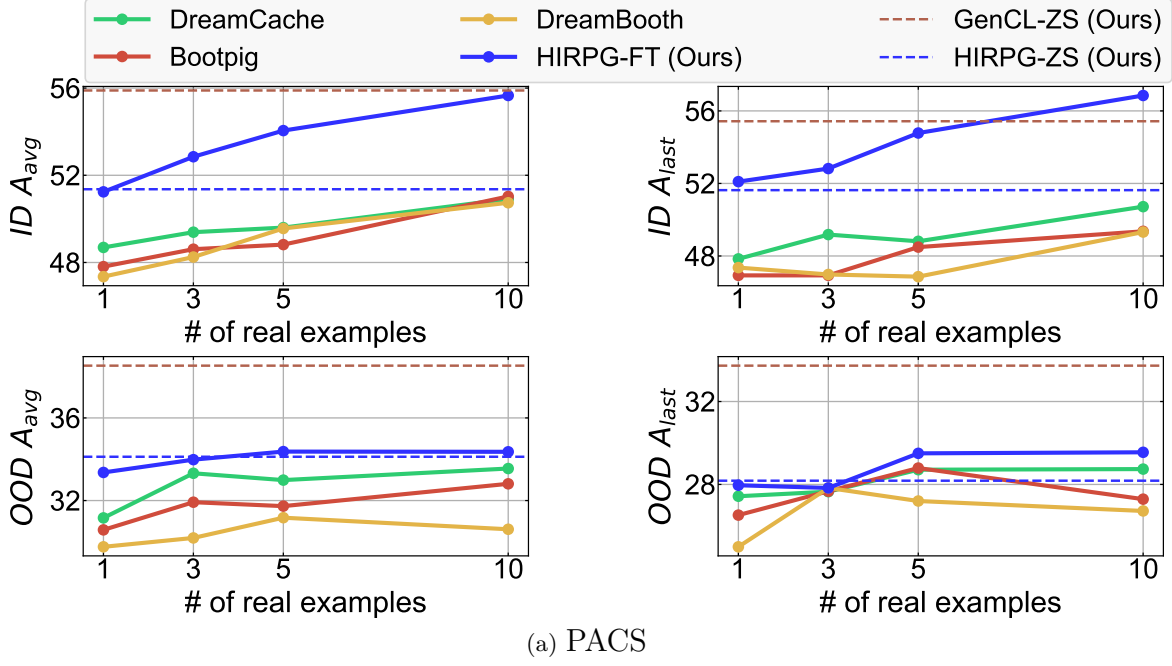 DreamCache DreamBooth GenCL-ZS (Ours)
Bootpig HIRPG-FT (Ours) HIRPG-ZS (Ours)
ID A_avg
56
52
48
1 3 5 10
# of real examples
ID A_last
56
52
48
1 3 5 10
# of real examples
OOD A_avg
36
32
1 3 5 10
# of real examples
OOD A_last
32
28
1 3 5 10
# of real examples
(a) PACS